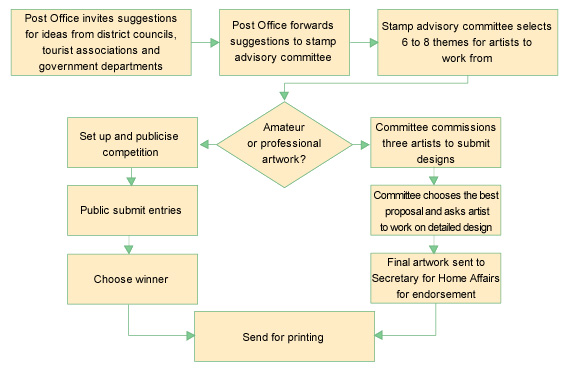 Post Office invites suggestions
for ideas from district councils,
tourist associations and
government departments
Post Office forwards
suggestions to stamp
advisory committee
Stamp advisory committee selects
6 to 8 themes for artists to
work from
Amateur
or professional
artwork?
Set up and publicise
competition
Public submit entries
Choose winner
Committee commissions
three artists to submit
designs
Committee chooses the best
proposal and asks artist
to work on detailed design
Final artwork sent to
Secretary for Home Affairs
for endorsement
Send for printing